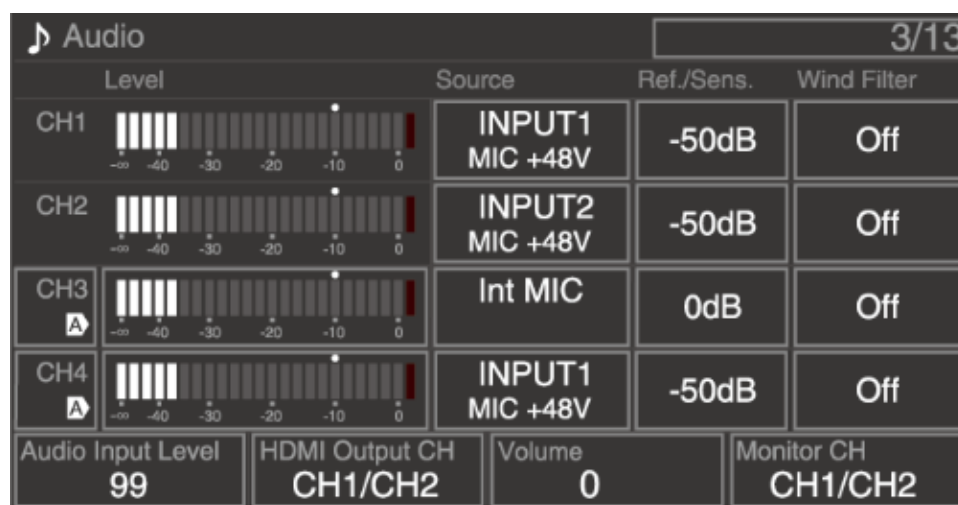 ♪ Audio 3/13
Level Source Ref./Sens. Wind Filter
CH1 INPUT1 -50dB Off
MIC +48V
-∞ -40 -30 -20 -10 0
CH2 INPUT2 -50dB Off
MIC +48V
-∞ -40 -30 -20 -10 0
CH3 Int MIC 0dB Off
A
-∞ -40 -30 -20 -10 0
CH4 INPUT1 -50dB Off
A MIC +48V
-∞ -40 -30 -20 -10 0
Audio Input Level HDMI Output CH Volume Monitor CH
99 CH1/CH2 0 CH1/CH2